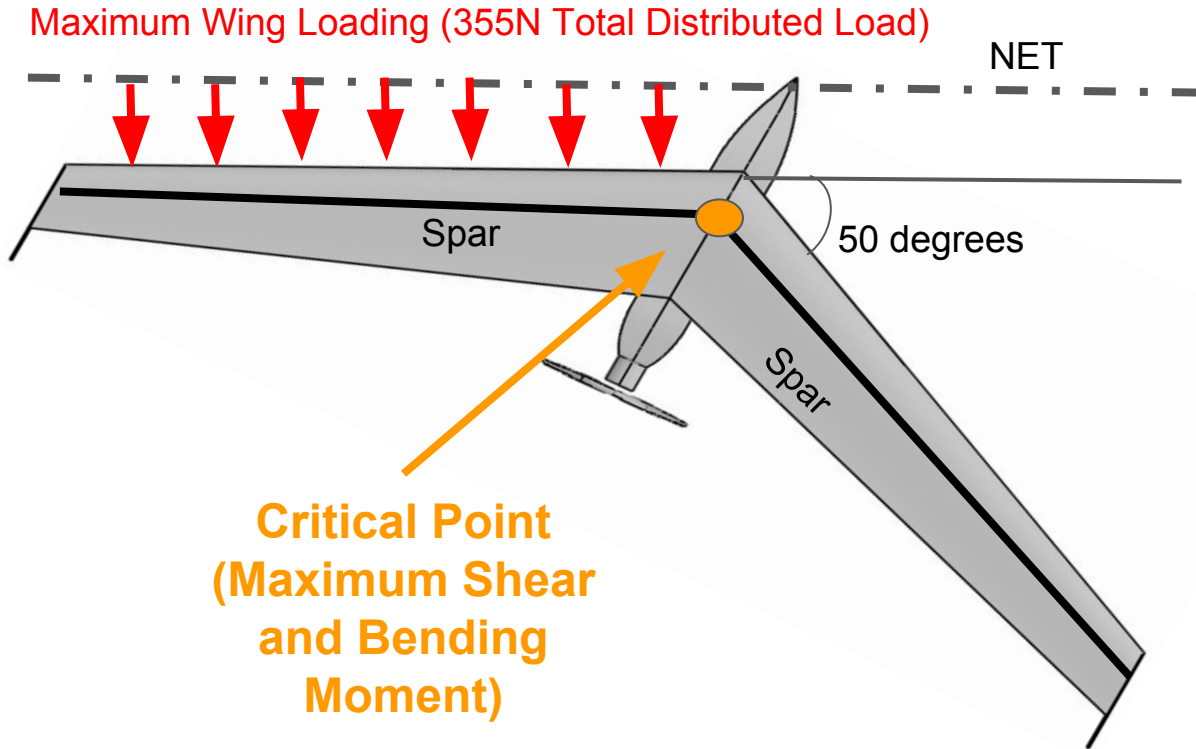 Maximum Wing Loading (355N Total Distributed Load)
NET
Spar
50 degrees
Spar
Critical Point
(Maximum Shear
and Bending
Moment)